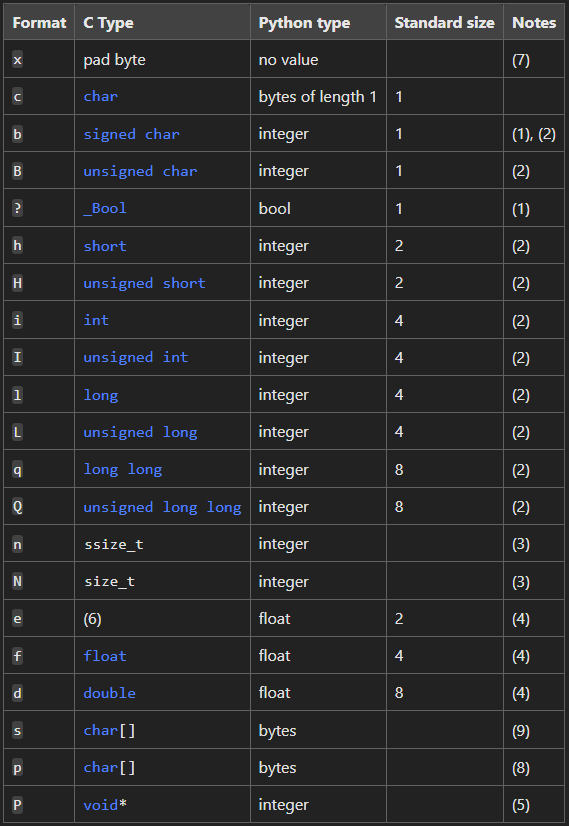 Format C Type Python type Standard size Notes
x pad byte no value (7)
c char bytes of length 1 1
b signed char integer 1 (1), (2)
B unsigned char integer 1 (2)
? _Bool bool 1 (1)
h short integer 2 (2)
H unsigned short integer 2 (2)
i int integer 4 (2)
I unsigned int integer 4 (2)
l long integer 4 (2)
L unsigned long integer 4 (2)
q long long integer 8 (2)
Q unsigned long long integer 8 (2)
n ssize_t integer (3)
N size_t integer (3)
e (6) float 2 (4)
f float float 4 (4)
d double float 8 (4)
s char[] bytes (9)
p char[] bytes (8)
P void* integer (5)